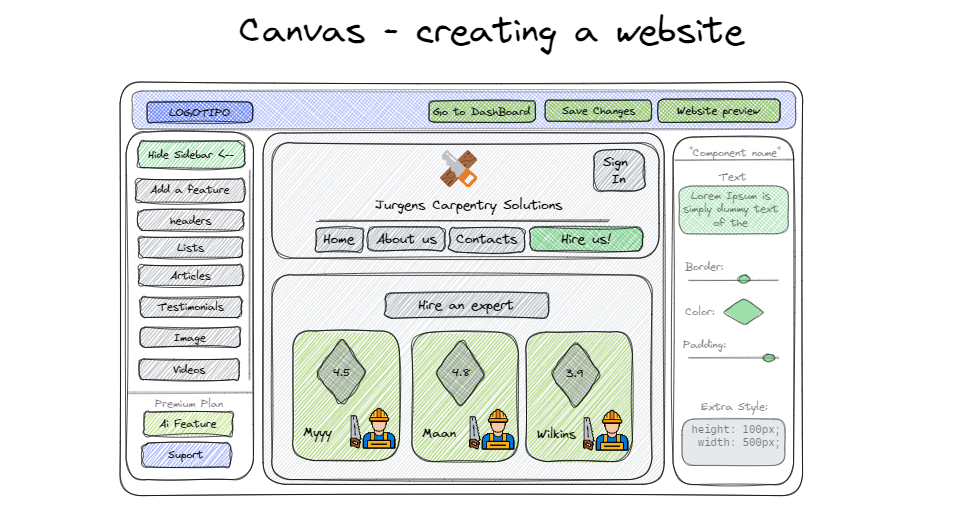 Canvas - creating a website
LOGOTIPO
Go to DashBoard
Save Changes
Website preview
Hide Sidebar <--
Add a feature
headers
Lists
Articles
Testimonials
Image
Videos
Premium Plan
Ai Feature
Suport
Sign
In
Jurgens Carpentry Solutions
Home
About us
Contacts
Hire us!
Hire an expert
4.5
4.8
3.9
Myyy
Maan
Wilkins
"Component name"
Text
Lorem Ipsum is
simply dummy text
of the
Border:
Color:
Padding:
Extra Style:
height: 100px;
width: 500px;